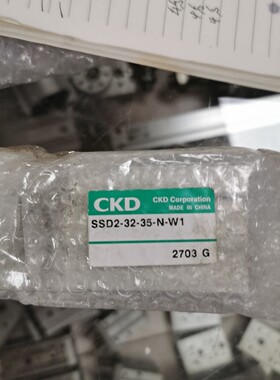 CKD
CKD Corporation
MADE IN CHINA
SSD2-32-35-N-W1
2703 G